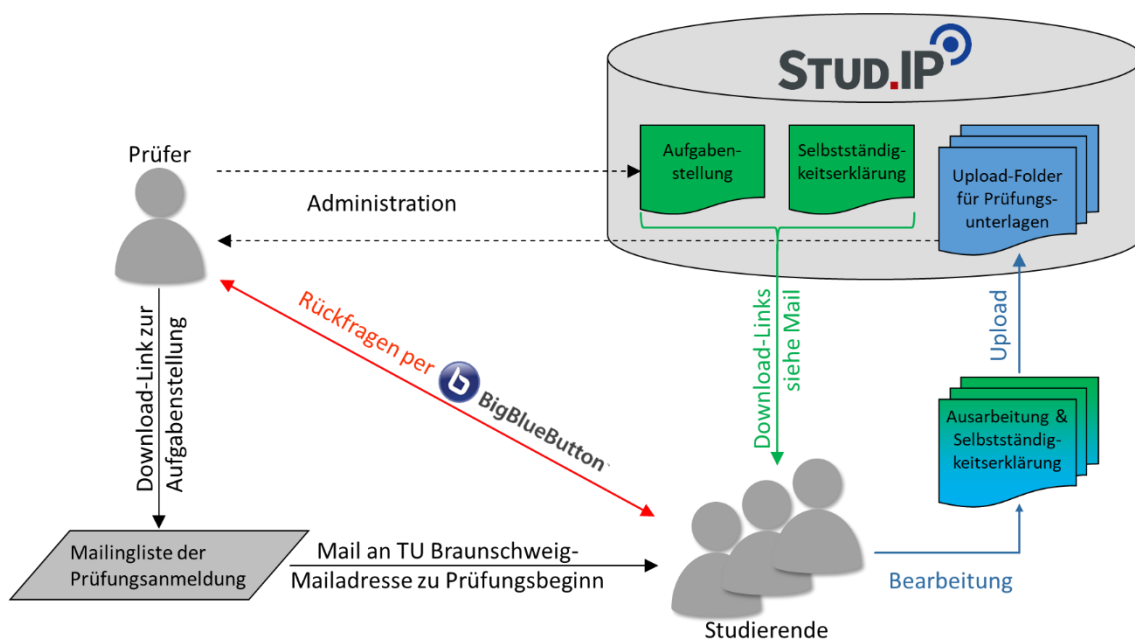 STUD.IP
Prüfer
Aufgaben-
stellung
Selbstständig-
keitserklärung
Upload-Folder
für Prüfungs-
unterlagen
Administration
Download-Link zur
Aufgabenstellung
Rückfragen per
b
BigBlueButton
Download-Links
siehe Mail
Upload
Ausarbeitung &
Selbstständig-
keitserklärung
Mailingliste der
Prüfungsanmeldung
Mail an TU Braunschweig-
Mailadresse zu Prüfungsbeginn
Bearbeitung
Studierende